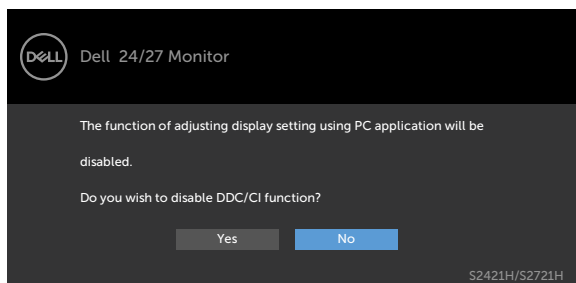 DELL
Dell 24/27 Monitor
The function of adjusting display setting using PC application will be
disabled.
Do you wish to disable DDC/CI function?
Yes No
S2421H/S2721H